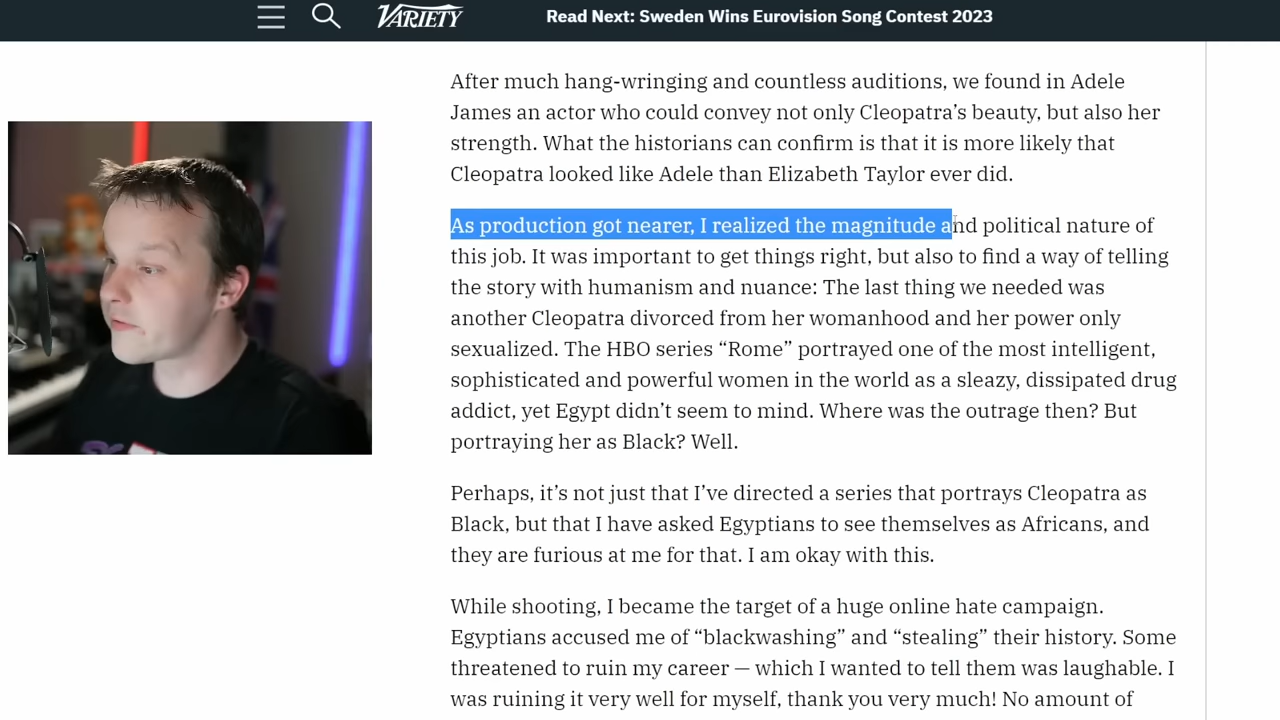 VARIETY
Read Next: Sweden Wins Eurovision Song Contest 2023
After much hang-wringing and countless auditions, we found in Adele
James an actor who could convey not only Cleopatra’s beauty, but also her
strength. What the historians can confirm is that it is more likely that
Cleopatra looked like Adele than Elizabeth Taylor ever did.
As production got nearer, I realized the magnitude and political nature of
this job. It was important to get things right, but also to find a way of telling
the story with humanism and nuance: The last thing we needed was
another Cleopatra divorced from her womanhood and her power only
sexualized. The HBO series “Rome” portrayed one of the most intelligent,
sophisticated and powerful women in the world as a sleazy, dissipated drug
addict, yet Egypt didn’t seem to mind. Where was the outrage then? But
portraying her as Black? Well.
Perhaps, it’s not just that I’ve directed a series that portrays Cleopatra as
Black, but that I have asked Egyptians to see themselves as Africans, and
they are furious at me for that. I am okay with this.
While shooting, I became the target of a huge online hate campaign.
Egyptians accused me of “blackwashing” and “stealing” their history. Some
threatened to ruin my career — which I wanted to tell them was laughable. I
was ruining it very well for myself, thank you very much! No amount of